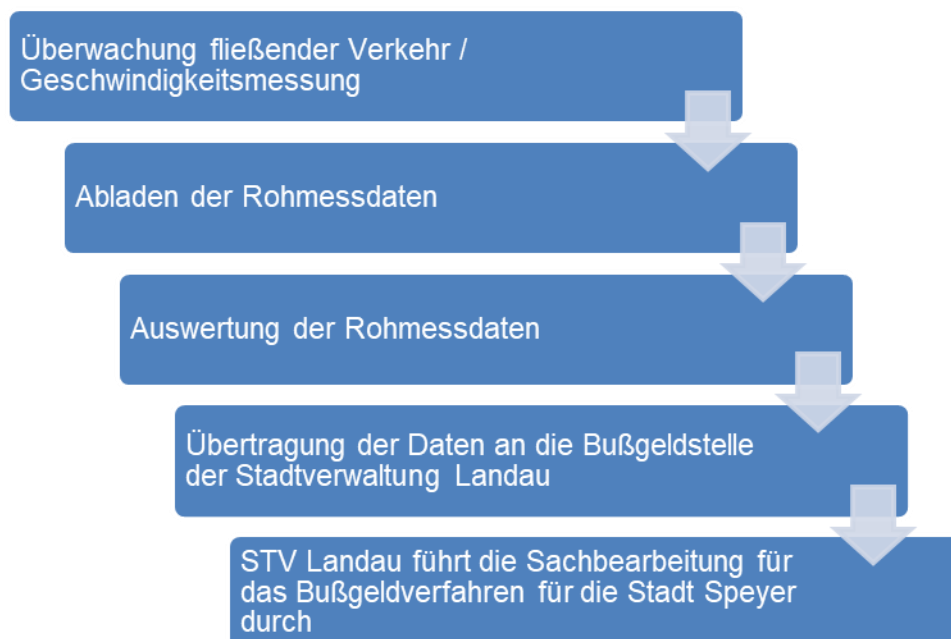 Überwachung fließender Verkehr /
Geschwindigkeitsmessung
Abladen der Rohmessdaten
Auswertung der Rohmessdaten
Übertragung der Daten an die Bußgeldstelle
der Stadtverwaltung Landau
STV Landau führt die Sachbearbeitung für
das Bußgeldverfahren für die Stadt Speyer
durch